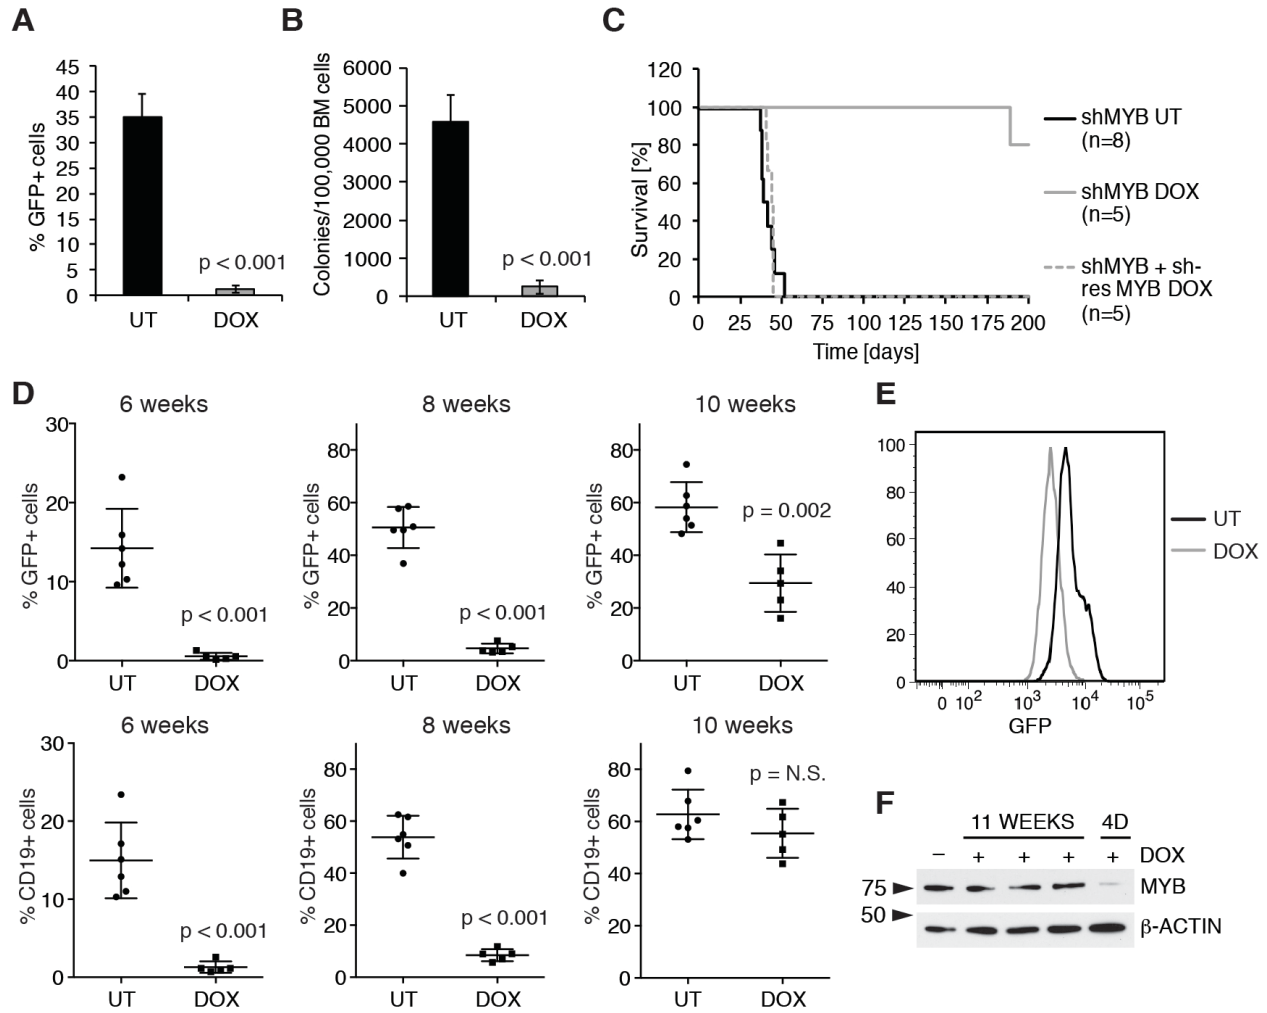 A
45
40
35
30
25
20
15
10
5
0
% GFP+ cells
p < 0.001
UT
DOX
B
6000
5000
4000
3000
2000
1000
0
Colonies/100,000 BM cells
p < 0.001
UT
DOX
C
120
100
80
60
40
20
0
Survival [%]
0 25 50 75 100 125 150 175 200
Time [days]
shMYB UT
(n=8)
shMYB DOX
(n=5)
shMYB + sh-
res MYB DOX
(n=5)
D
6 weeks
30
20
10
0
% GFP+ cells
p < 0.001
UT
DOX
8 weeks
80
60
40
20
0
% GFP+ cells
p < 0.001
UT
DOX
10 weeks
80
60
40
20
0
% GFP+ cells
p = 0.002
UT
DOX
6 weeks
30
20
10
0
% CD19+ cells
p < 0.001
UT
DOX
8 weeks
80
60
40
20
0
% CD19+ cells
p < 0.001
UT
DOX
10 weeks
80
60
40
20
0
% CD19+ cells
p = N.S.
UT
DOX
E
100
80
60
40
20
0
0 10² 10³ 10⁴ 10⁵
GFP
UT
DOX
F
11 WEEKS 4D
– + + + + DOX
75 MYB
50
β-ACTIN